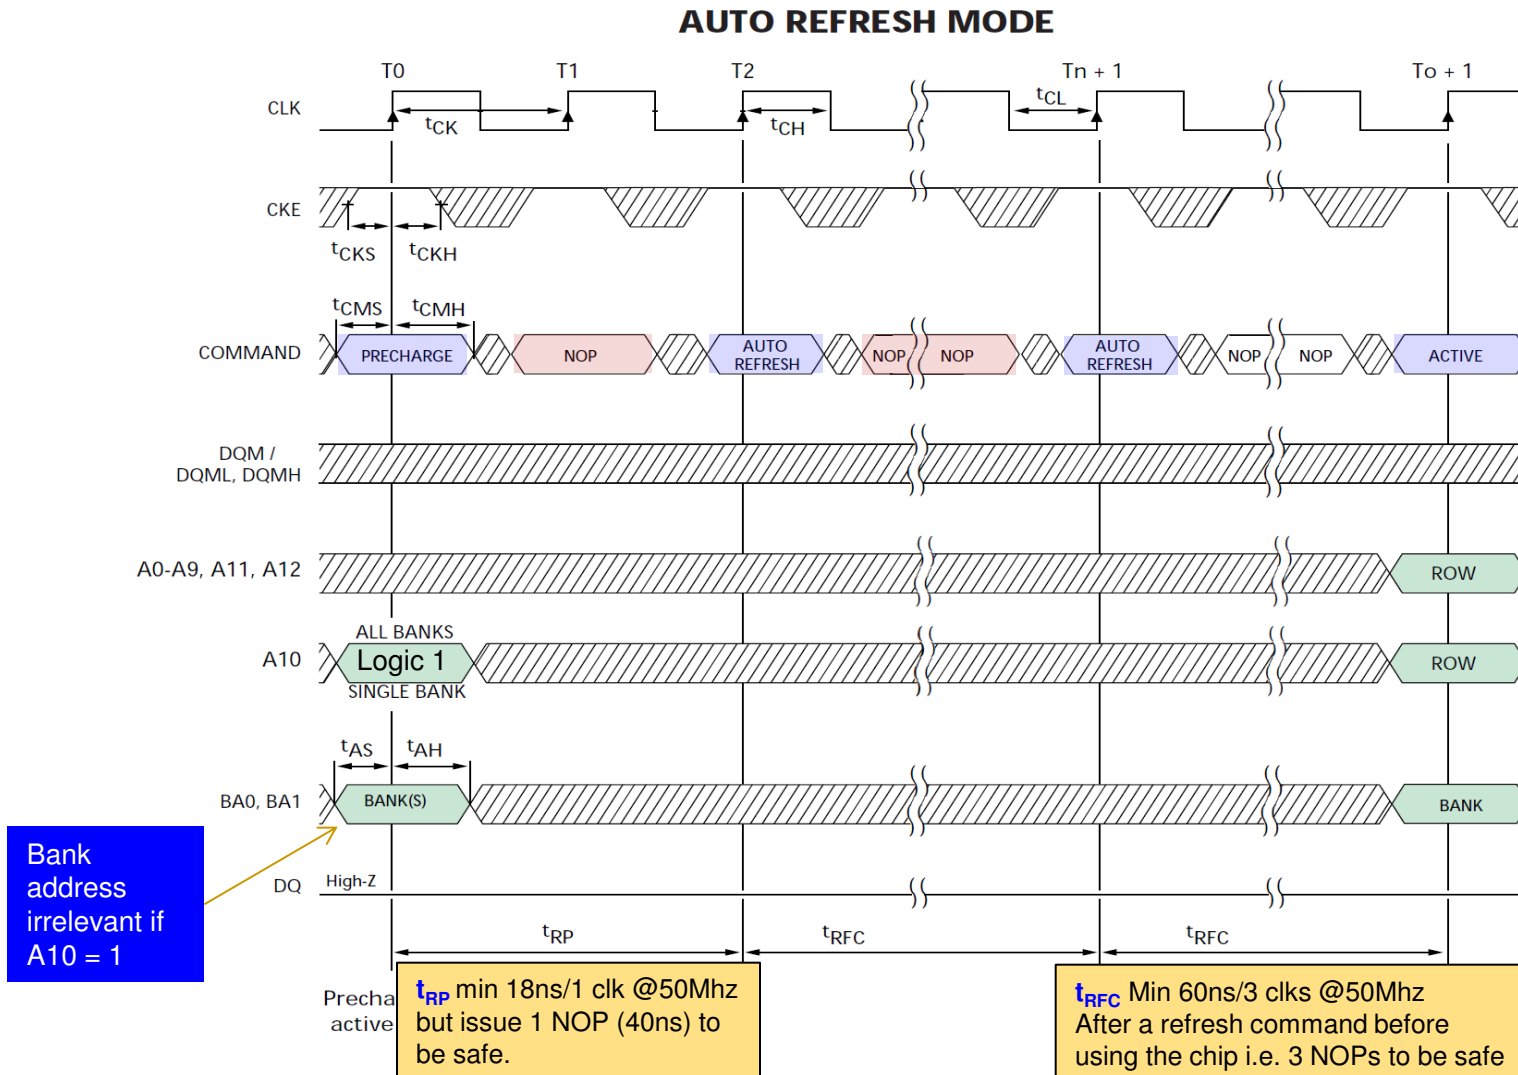 AUTO REFRESH MODE
T0 T1 T2 Tn + 1 To + 1
CLK
tCK tCH tCL
CKE
tCKS tCKH
tCMS tCMH
COMMAND PRECHARGE NOP AUTO REFRESH NOP NOP AUTO REFRESH NOP NOP ACTIVE
DQM /
DQML, DQMH
A0-A9, A11, A12 ROW
ALL BANKS
A10 Logic 1 ROW
SINGLE BANK
tAS tAH
BA0, BA1 BANK(S) BANK
Bank
address
irrelevant if
A10 = 1
DQ High-Z
tRP tRFC tRFC
Precha
active
tRP min 18ns/1 clk @50Mhz
but issue 1 NOP (40ns) to
be safe.
tRFC Min 60ns/3 clks @50Mhz
After a refresh command before
using the chip i.e. 3 NOPs to be safe